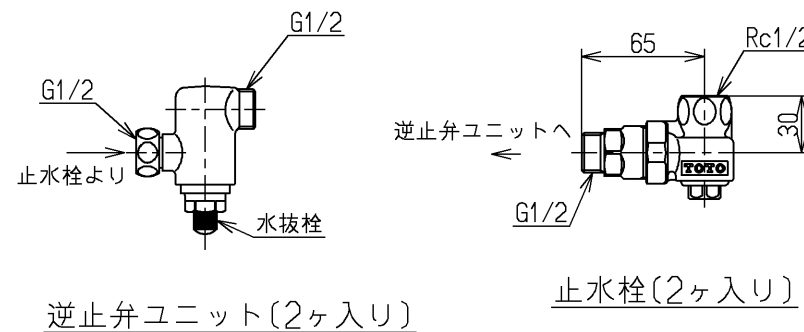 G1/2
G1/2
止水栓より
水抜栓
逆止弁ユニット(2ヶ入り)
65
Rc1/2
30
逆止弁ユニットへ
TOTO
G1/2
止水栓(2ヶ入り)